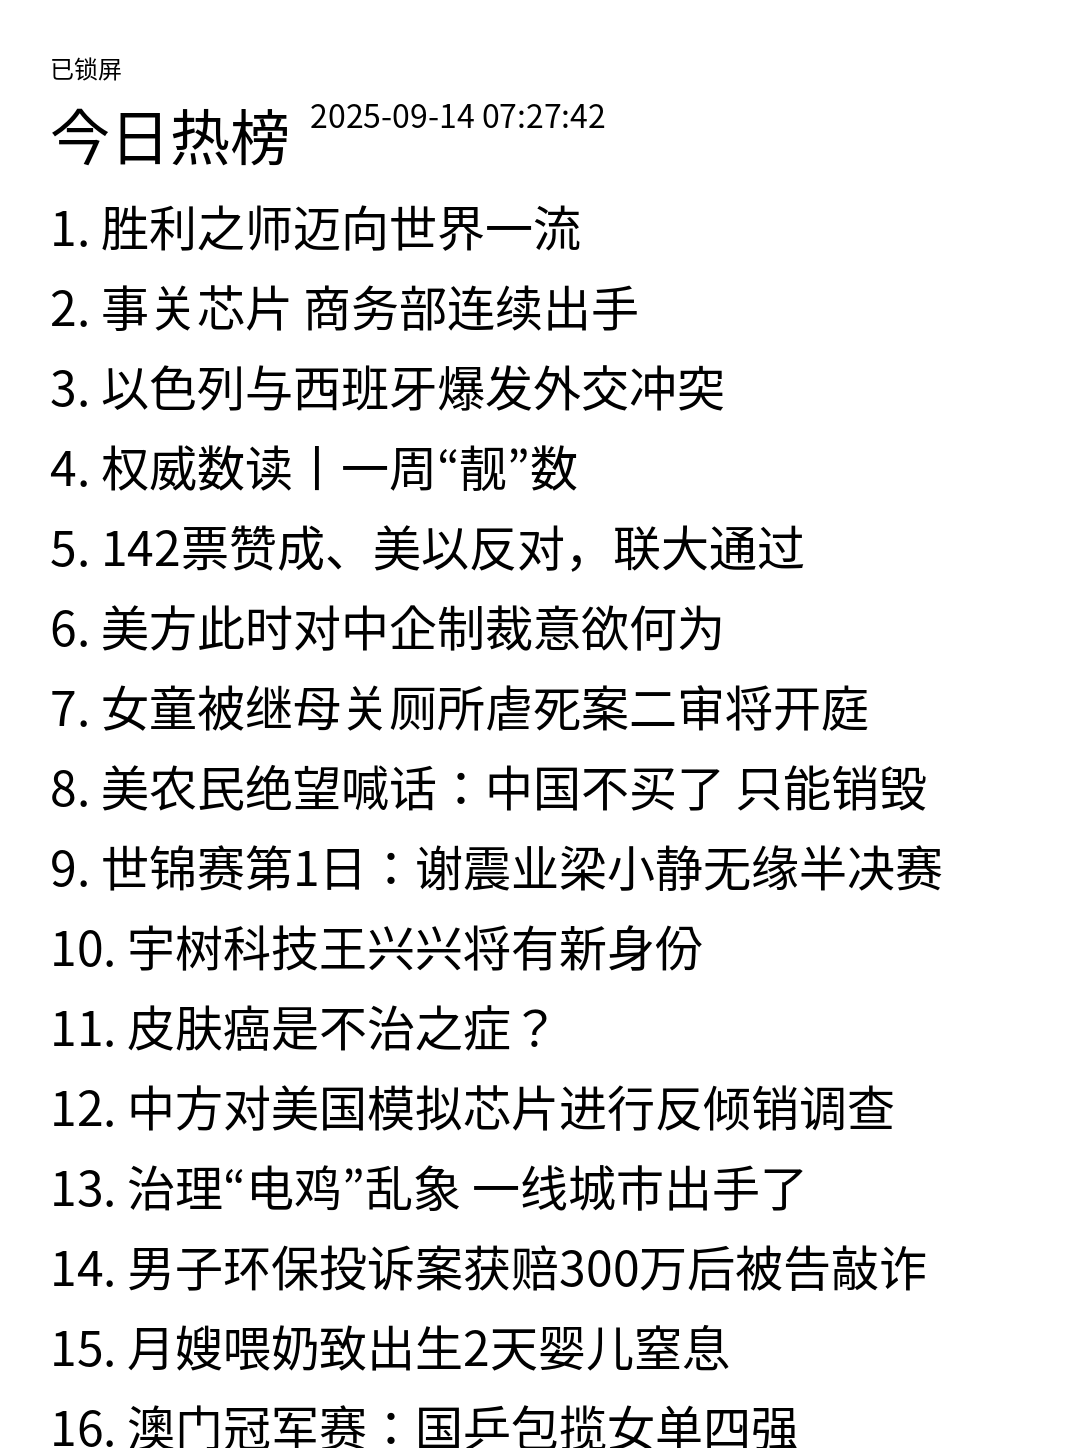 已锁屏
今日热榜 2025-09-14 07:27:42
1. 胜利之师迈向世界一流
2. 事关芯片 商务部连续出手
3. 以色列与西班牙爆发外交冲突
4. 权威数读丨一周“靓”数
5. 142票赞成、美以反对，联大通过
6. 美方此时对中企制裁意欲何为
7. 女童被继母关厕所虐死案二审将开庭
8. 美农民绝望喊话：中国不买了 只能销毁
9. 世锦赛第1日：谢震业梁小静无缘半决赛
10. 宇树科技王兴兴将有新身份
11. 皮肤癌是不治之症？
12. 中方对美国模拟芯片进行反倾销调查
13. 治理“电鸡”乱象 一线城市出手了
14. 男子环保投诉案获赔300万后被告敲诈
15. 月嫂喂奶致出生2天婴儿窒息
16. 澳门冠军赛：国乒包揽女单四强